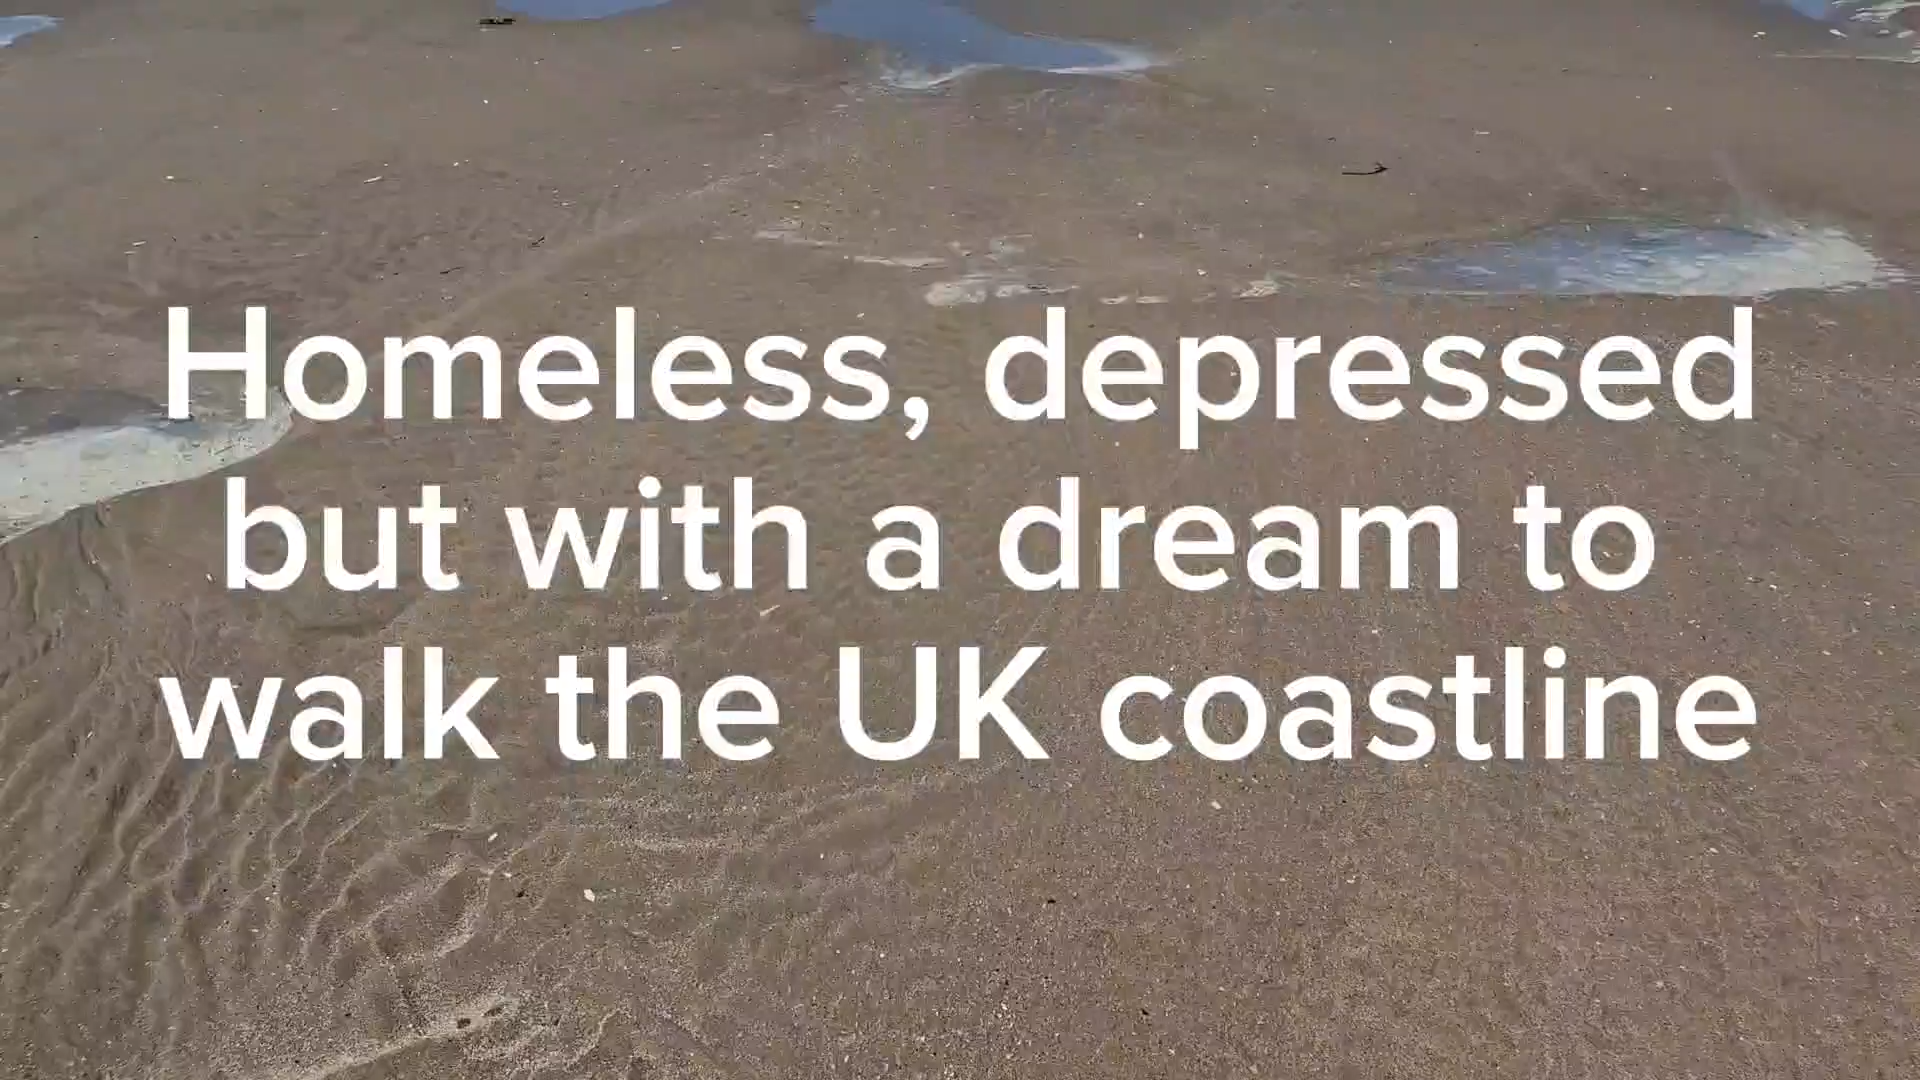 Homeless, depressed
but with a dream to
walk the UK coastline